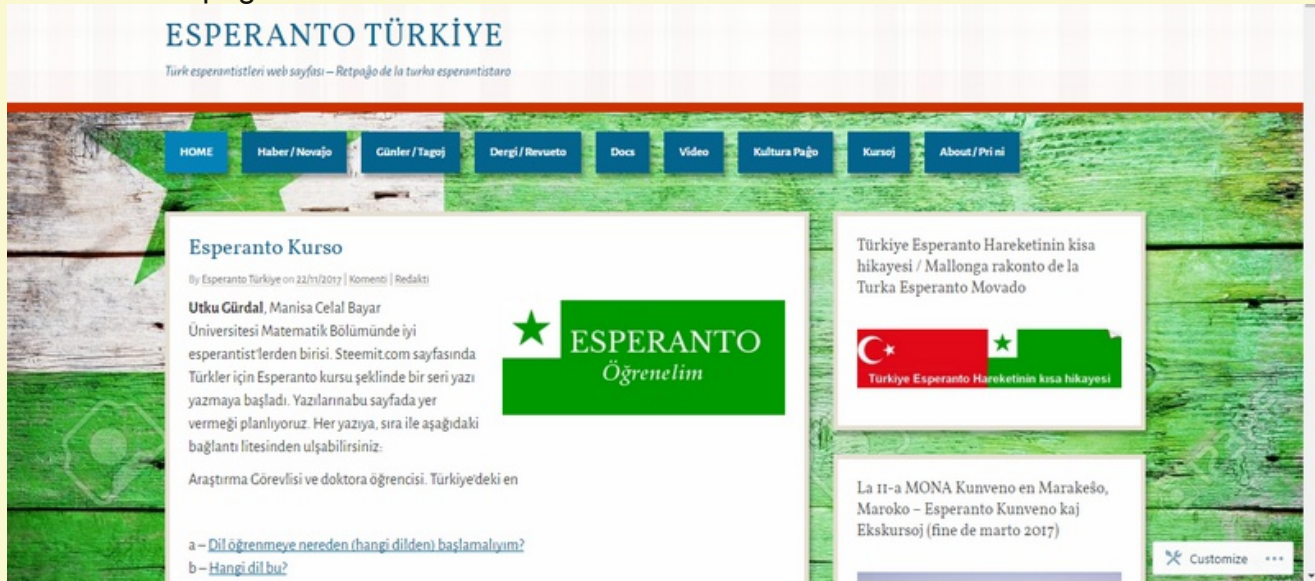 ESPERANTO TÜRKİYE
Türk esperantistleri web sayfası – Retpaĝo de la turka esperantistaro
HOME
Haber / Novaĵo
Günler / Tagoj
Dergi / Revueto
Docs
Video
Kultura Paĝo
Kursoj
About / Pri ni
Esperanto Kurso
By Esperanto Türkiye on 22/11/2017 | Komenti | Redakti
Utku Gürdal, Manisa Celal Bayar
Üniversitesi Matematik Bölümünde iyi
esperantist'lerden birisi. Steemit.com sayfasında
Türkler için Esperanto kursu şeklinde bir seri yazı
yazmaya başladı. Yazılarınabu sayfada yer
vermeği planlıyoruz. Her yazıya, sıra ile aşağıdaki
bağlantı litesinden ulşabilirsiniz:
Araştırma Görevlisi ve doktora öğrencisi. Türkiye'deki en
a – Dil öğrenmeye nereden (hangi dilden) başlamalıyım?
b – Hangi dil bu?
ESPERANTO
Öğrenelim
Türkiye Esperanto Hareketinin kisa
hikayesi / Mallonga rakonto de la
Turka Esperanto Movado
Türkiye Esperanto Hareketinin kısa hikayesi
La 11-a MONA Kunveno en Marakeŝo,
Maroko – Esperanto Kunveno kaj
Ekskursoj (fine de marto 2017)
Customize